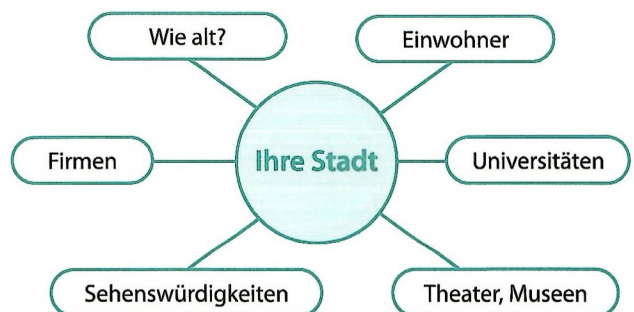 Wie alt?
Einwohner
Firmen
Ihre Stadt
Universitäten
Sehenswürdigkeiten
Theater, Museen